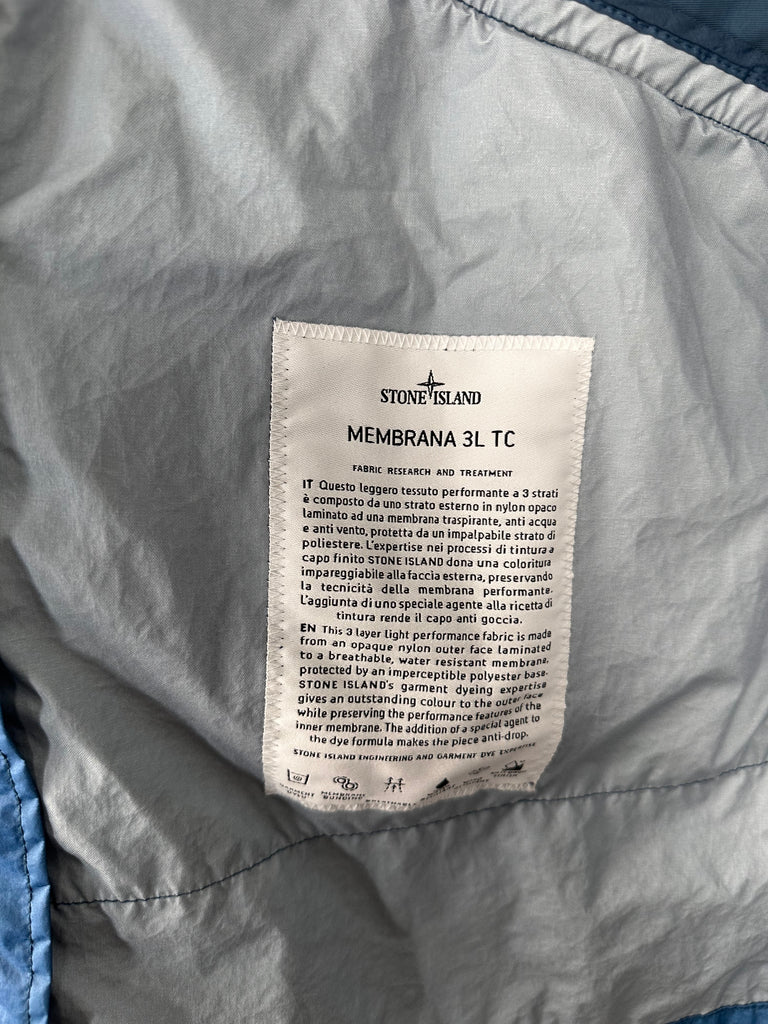 STONE ISLAND
MEMBRANA 3L TC
FABRIC RESEARCH AND TREATMENT
IT Questo leggero tessuto performante a 3 strati
è composto da uno strato esterno in nylon opaco
laminato ad una membrana traspirante, anti acqua
e anti vento, protetta da un impalpabile strato di
poliestere. L'expertise nei processi di tintura a
capo finito STONE ISLAND dona una coloritura
impareggiabile alla faccia esterna, preservando
la tecnicità della membrana performante.
L'aggiunta di uno speciale agente alla ricetta di
tintura rende il capo anti goccia.
EN This 3 layer light performance fabric is made
from an opaque nylon outer face laminated
to a breathable, water resistant membrane,
protected by an imperceptible polyester base.
STONE ISLAND's garment dyeing expertise
gives an outstanding colour to the outer face
while preserving the performance features of the
inner membrane. The addition of a special agent to
the dye formula makes the piece anti-drop.
STONE ISLAND ENGINEERING AND GARMENT DYE EXPERTISE